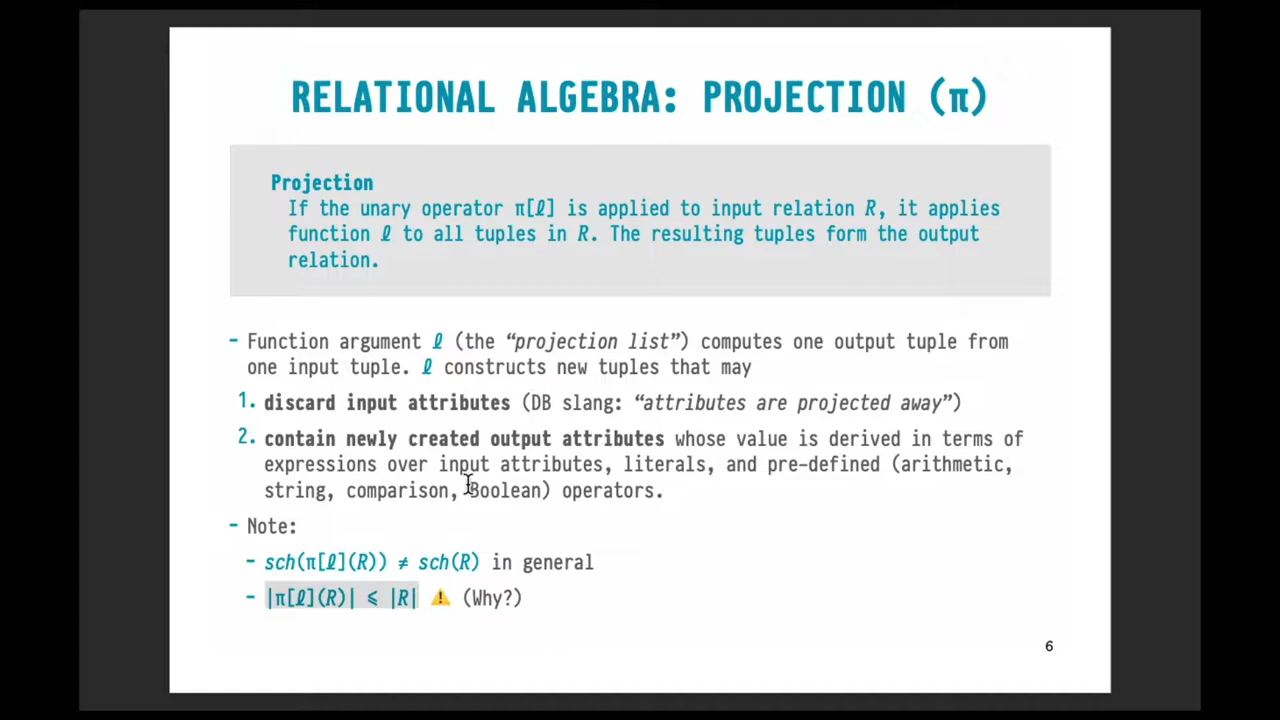 RELATIONAL ALGEBRA: PROJECTION (π)
Projection
If the unary operator π[ℓ] is applied to input relation R, it applies
function ℓ to all tuples in R. The resulting tuples form the output
relation.
- Function argument ℓ (the “projection list”) computes one output tuple from
one input tuple. ℓ constructs new tuples that may
1. discard input attributes (DB slang: “attributes are projected away”)
2. contain newly created output attributes whose value is derived in terms of
expressions over input attributes, literals, and pre-defined (arithmetic,
string, comparison, Boolean) operators.
- Note:
- sch(π[ℓ](R)) ≠ sch(R) in general
- |π[ℓ](R)| ⩽ |R| ⚠️ (Why?)
6